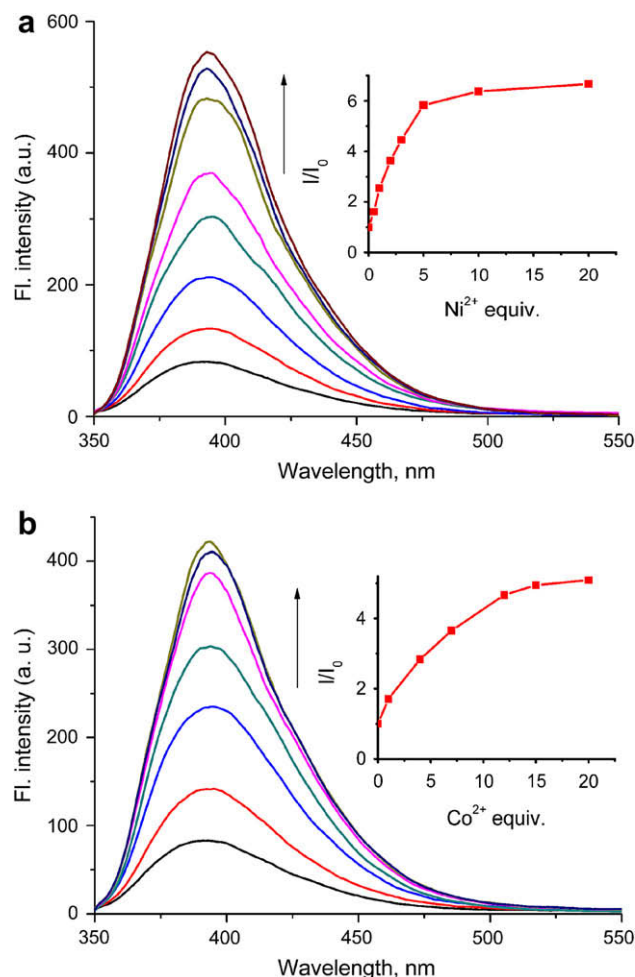 a
600
400
200
0
Fl. intensity (a.u.)
350 400 450 500 550
Wavelength, nm
6
4
2
0
I/I₀
0 5 10 15 20
Ni²⁺ equiv.
b
400
300
200
100
0
Fl. intensity (a. u.)
350 400 450 500 550
Wavelength, nm
4
2
0
I/I₀
0 5 10 15 20
Co²⁺ equiv.